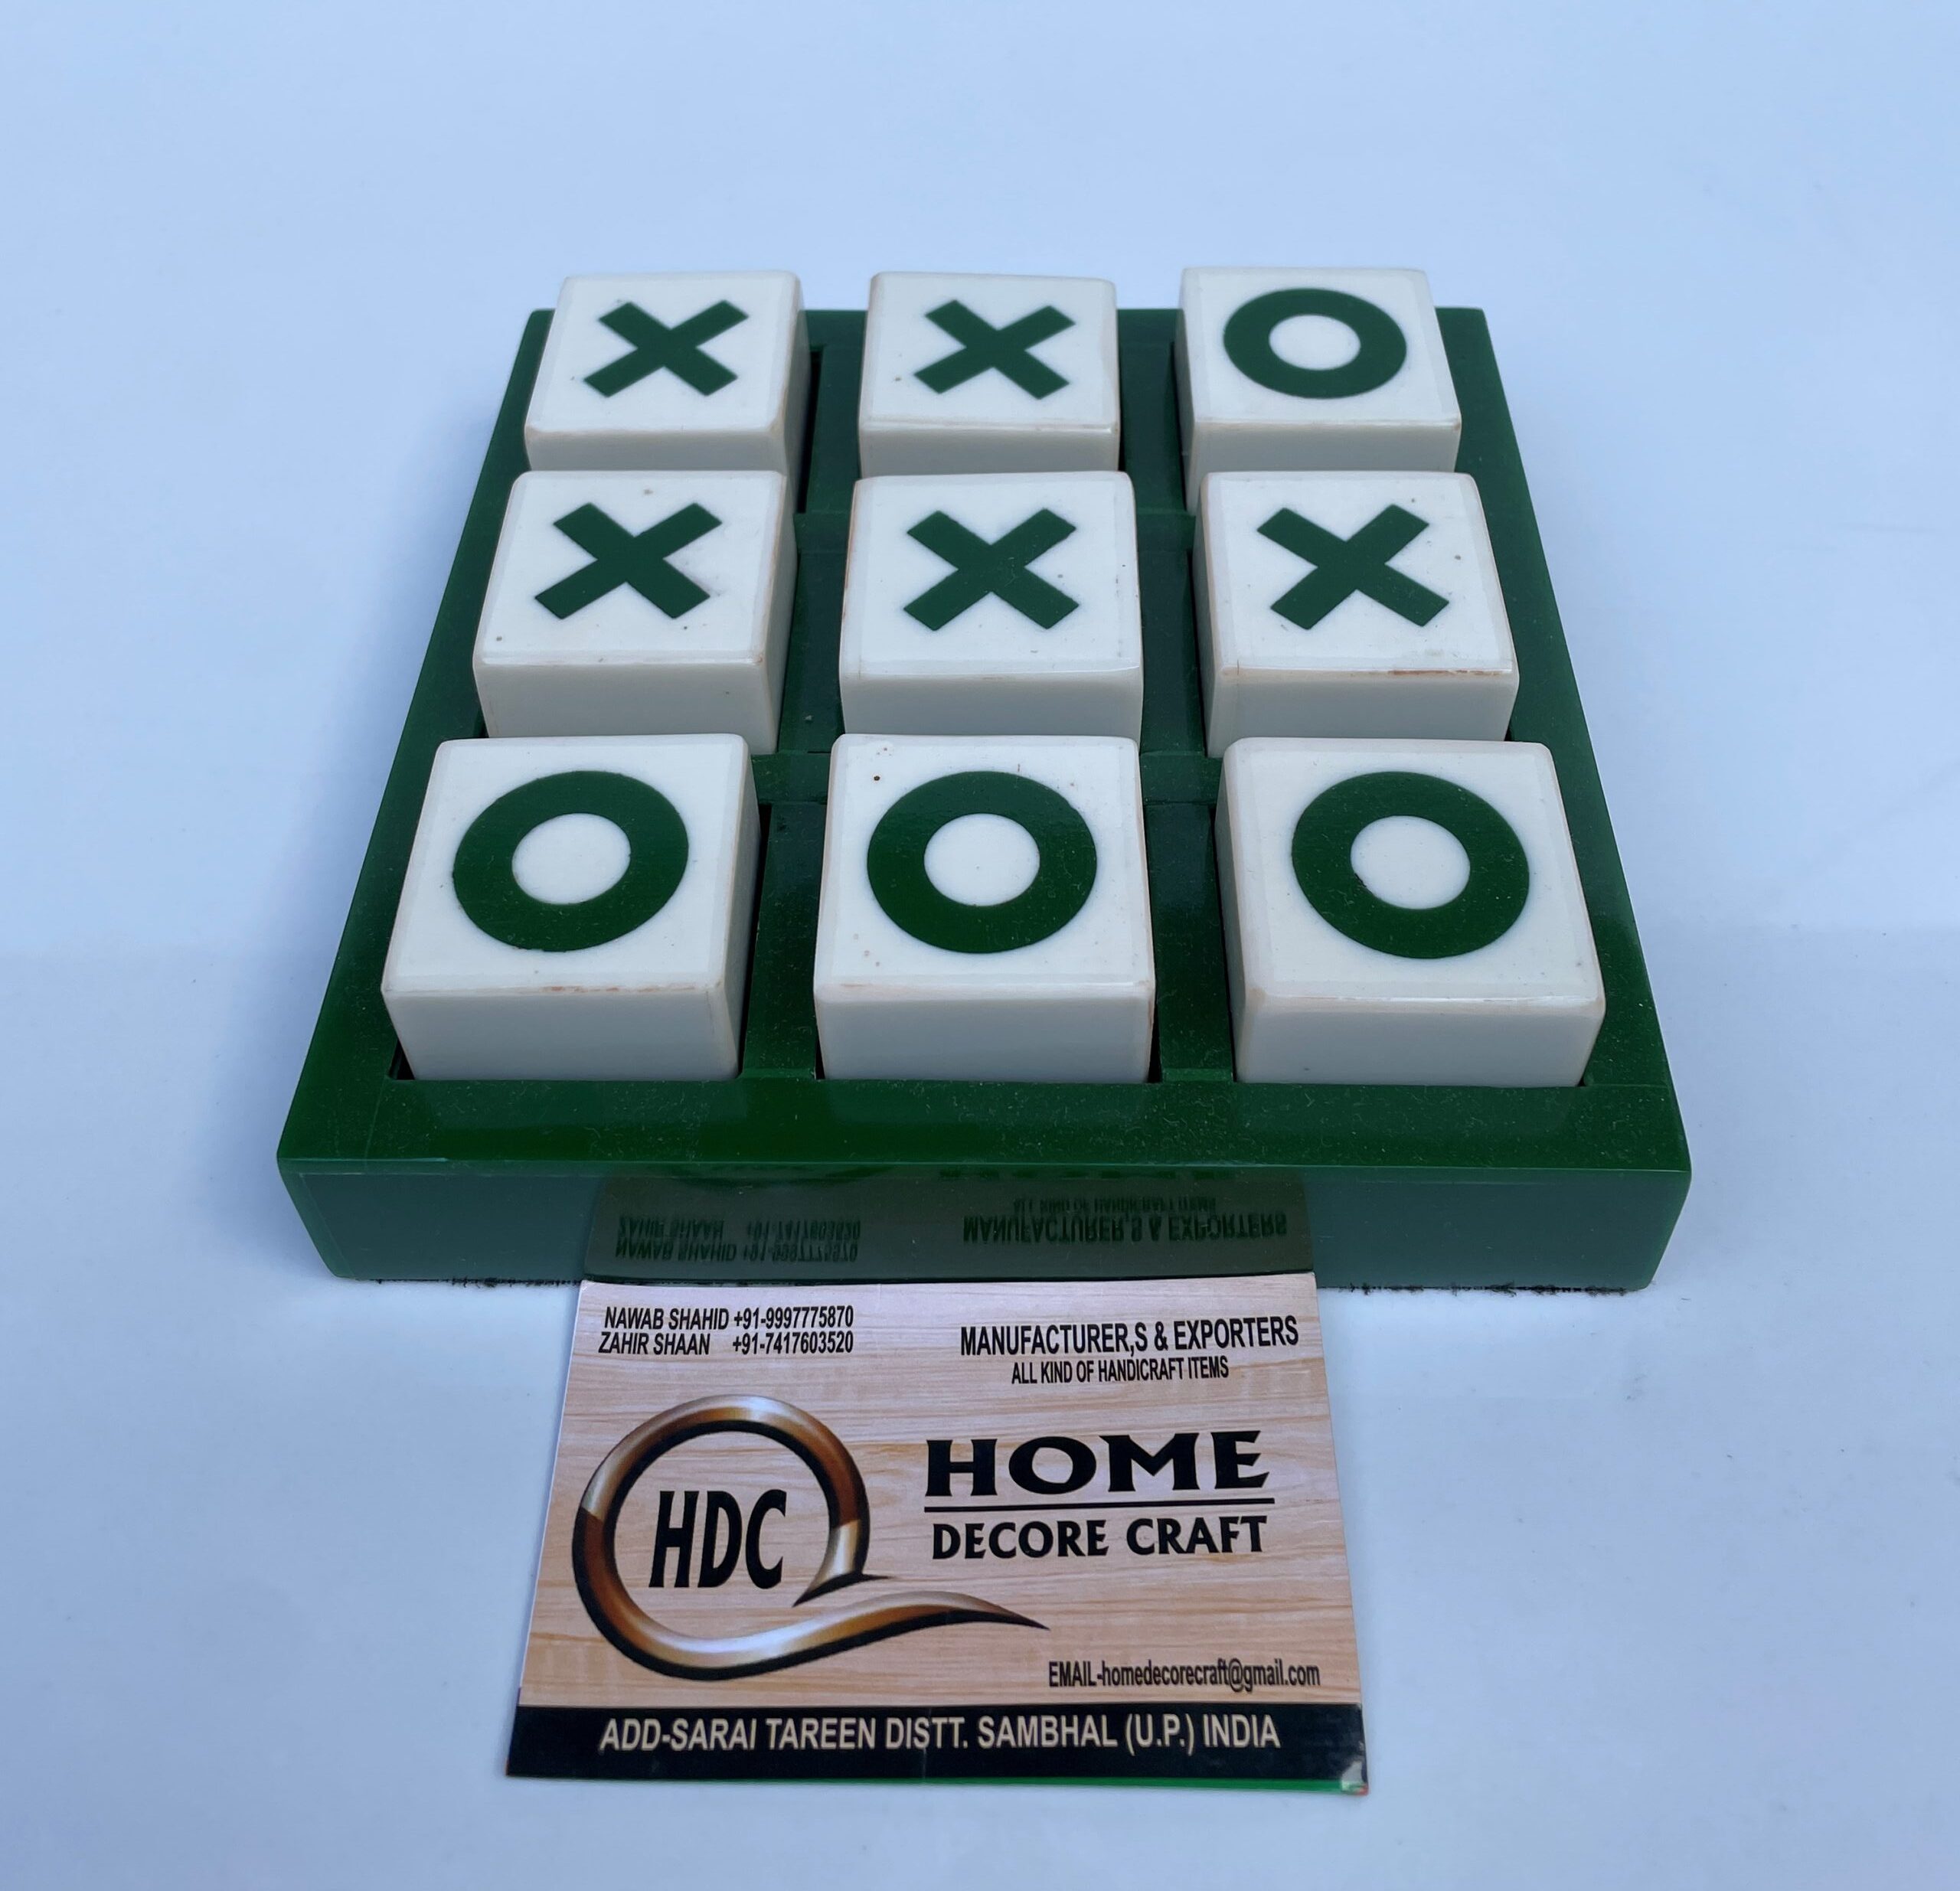 X X O
X X X
O O O
NAWAB SHAHID +91-9997775870
ZAHIR SHAAN +91-7417603520
MANUFACTURER,S & EXPORTERS
ALL KIND OF HANDICRAFT ITEMS
HDC
HOME
DECORE CRAFT
EMAIL-homedecorecraft@gmail.com
ADD-SARAI TAREEN DISTT. SAMBHAL (U.P.) INDIA